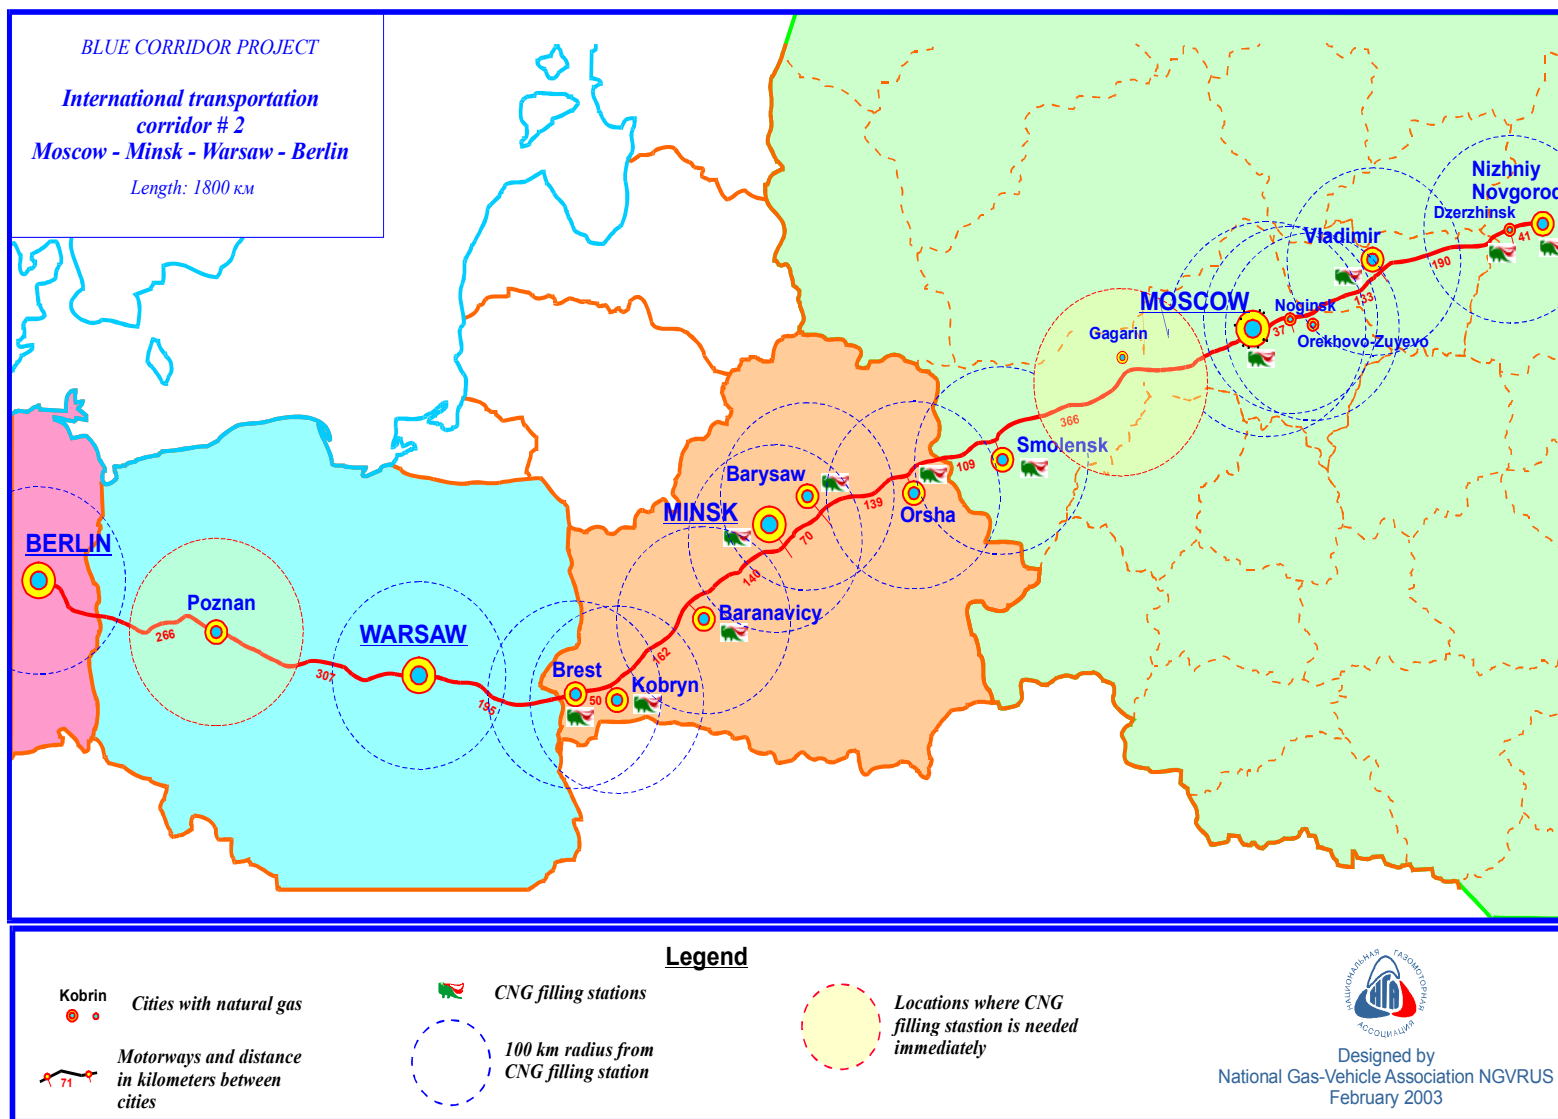 BLUE CORRIDOR PROJECT
International transportation
corridor # 2
Moscow - Minsk - Warsaw - Berlin
Length: 1800 км
Nizhniy
Novgorod
Dzerzhinsk
41
190
Vladimir
133
MOSCOW
Noginsk
37
Orekhovo-Zuyevo
Gagarin
366
Smolensk
109
Barysaw
139
Orsha
MINSK
70
140
Baranavicy
162
BERLIN
Poznan
266
WARSAW
307
195
Brest
50
Kobryn
Legend
Kobrin
Cities with natural gas
71
Motorways and distance
in kilometers between
cities
CNG filling stations
100 km radius from
CNG filling station
Locations where CNG
filling stastion is needed
immediately
НАЦИОНАЛЬНАЯ ГАЗОМОТОРНАЯ
АССОЦИАЦИЯ
НГА
Designed by
National Gas-Vehicle Association NGVRUS
February 2003